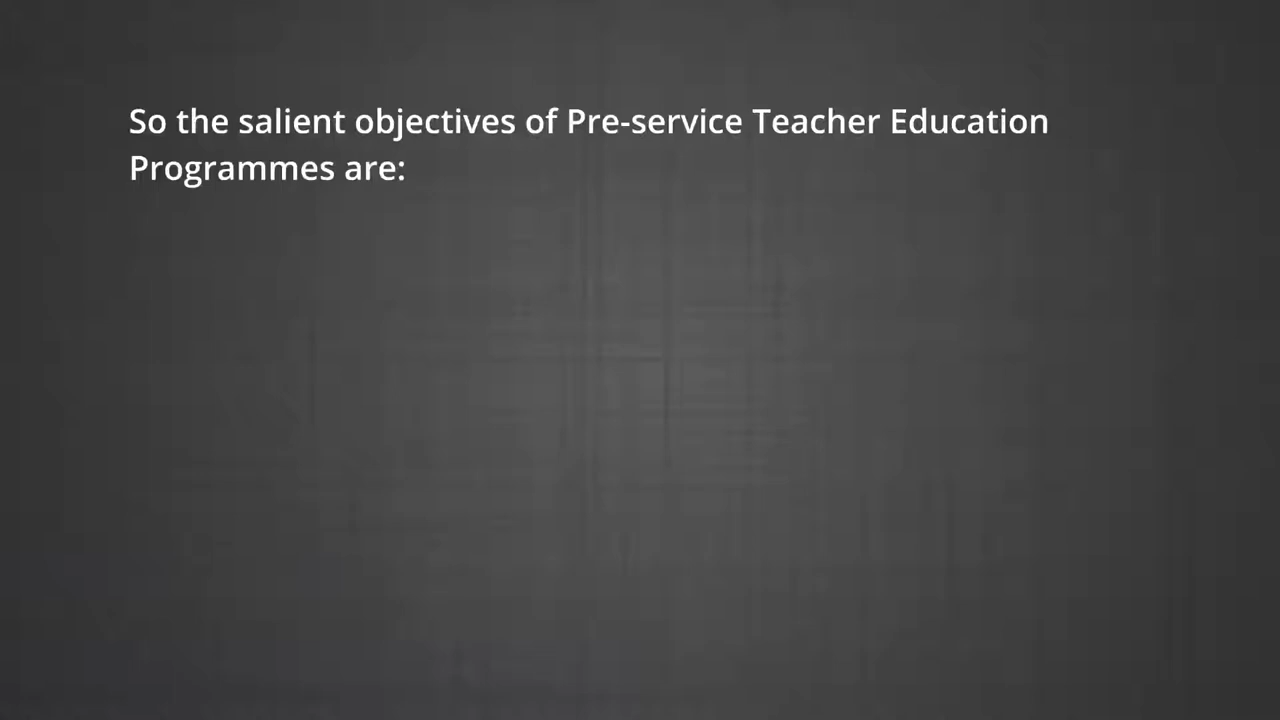 So the salient objectives of Pre-service Teacher Education
Programmes are: